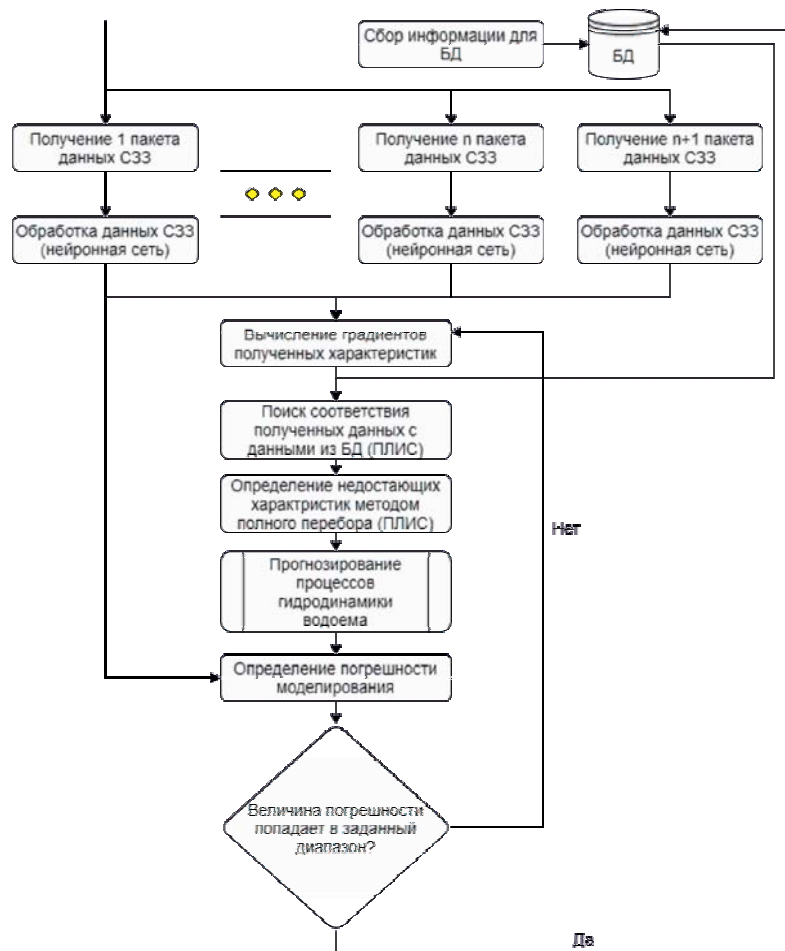 Сбор информации для
БД
БД
Получение 1 пакета
данных СЗЗ
Получение n пакета
данных СЗЗ
Получение n+1 пакета
данных СЗЗ
Обработка данных СЗЗ
(нейронная сеть)
Обработка данных СЗЗ
(нейронная сеть)
Обработка данных СЗЗ
(нейронная сеть)
Вычисление градиентов
полученных характеристик
Поиск соответствия
полученных данных с
данными из БД (ПЛИС)
Определение недостающих
характристик методом
полного перебора (ПЛИС)
Нет
Прогнозирование
процессов
гидродинамики
водоема
Определение погрешности
моделирования
Величина погрешности
попадает в заданный
диапазон?
Да